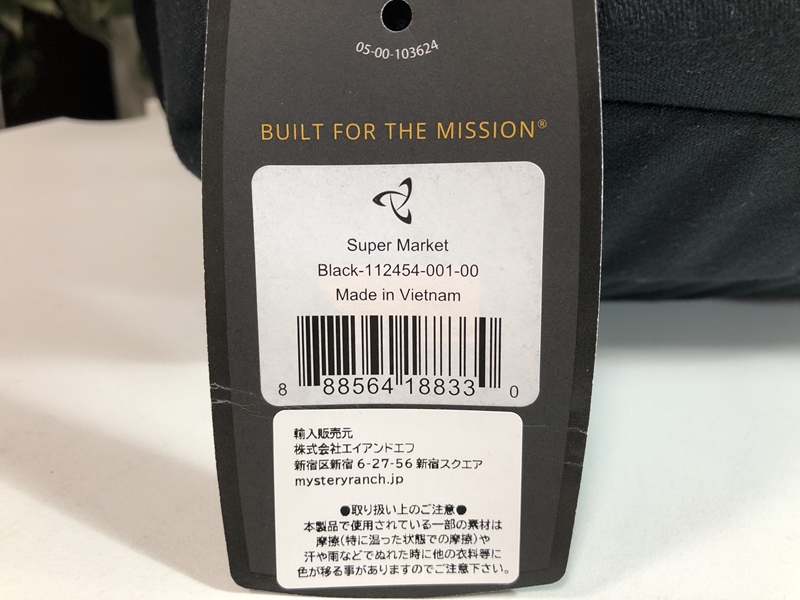 05-00-103624
BUILT FOR THE MISSION®
Super Market
Black-112454-001-00
Made in Vietnam
8 88564 18833 0
輸入販売元
株式会社エイアンドエフ
新宿区新宿 6-27-56 新宿スクエア
mysteryranch.jp
●取り扱い上のご注意●
本製品で使用されている一部の素材は
摩擦(特に湿った状態での摩擦)や
汗や雨などでぬれた時に他の衣料等に
色が移る事がありますのでご注意下さい。